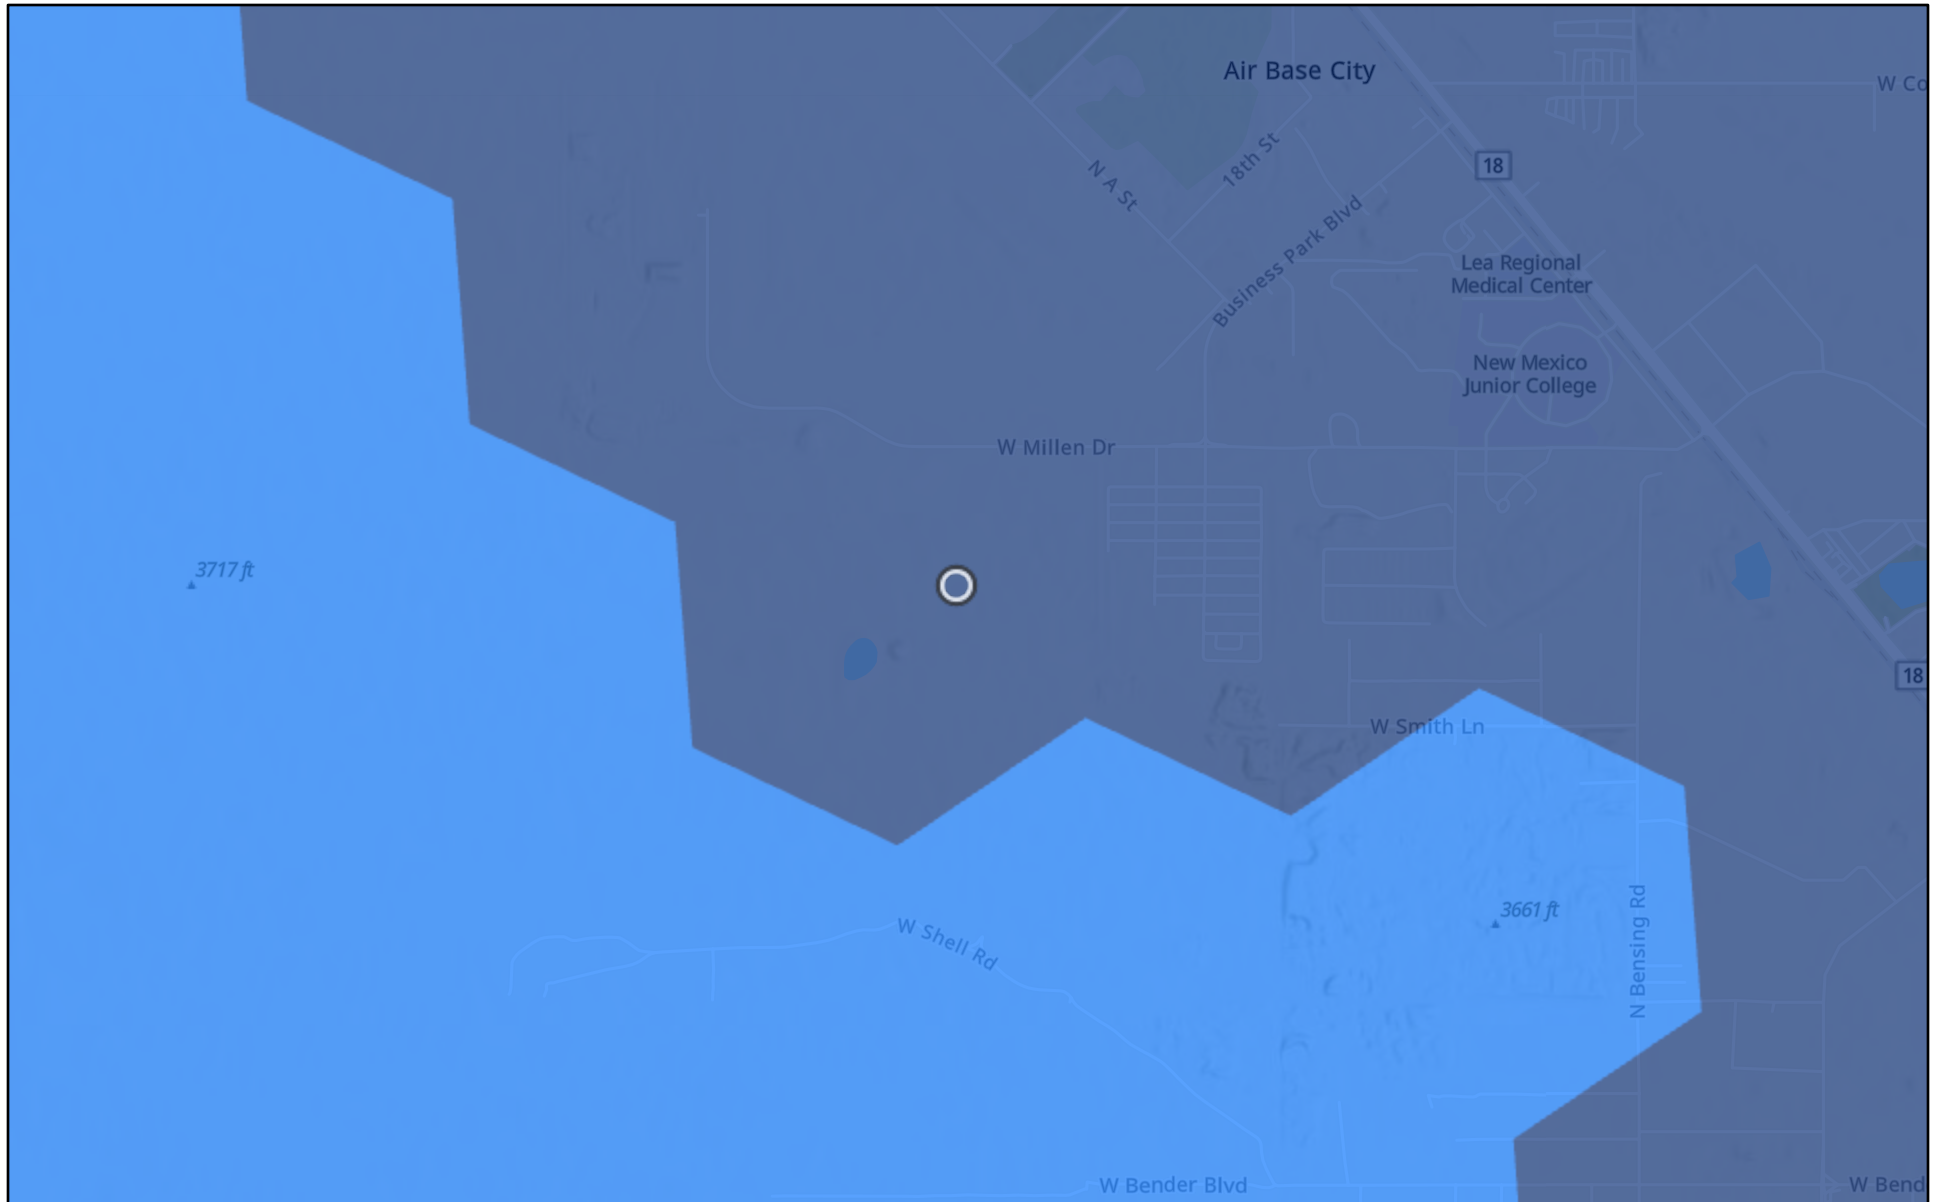 Air Base City
W Co
18
18th St
N A St
Business Park Blvd
Lea Regional
Medical Center
New Mexico
Junior College
W Millen Dr
3717 ft
18
W Smith Ln
3661 ft
W Shell Rd
N Bensing Rd
W Bender Blvd
W Bend